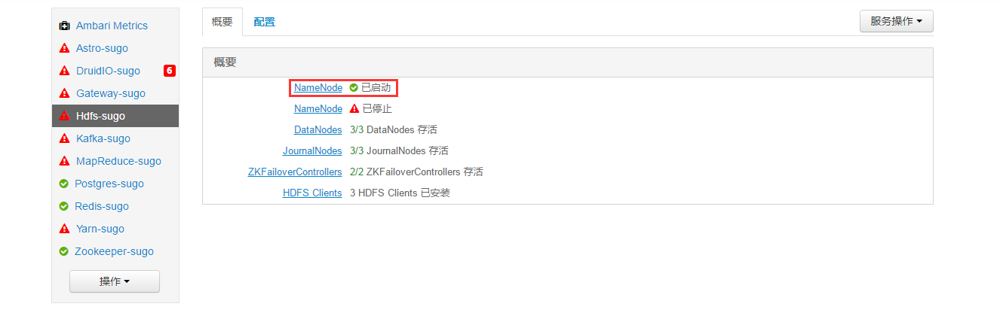 Ambari Metrics
Astro-sugo
DruidIO-sugo 6
Gateway-sugo
Hdfs-sugo
Kafka-sugo
MapReduce-sugo
Postgres-sugo
Redis-sugo
Yarn-sugo
Zookeeper-sugo
操作
概要 配置 服务操作
概要
NameNode 已启动
NameNode 已停止
DataNodes 3/3 DataNodes 存活
JournalNodes 3/3 JournalNodes 存活
ZKFailoverControllers 2/2 ZKFailoverControllers 存活
HDFS Clients 3 HDFS Clients 已安装